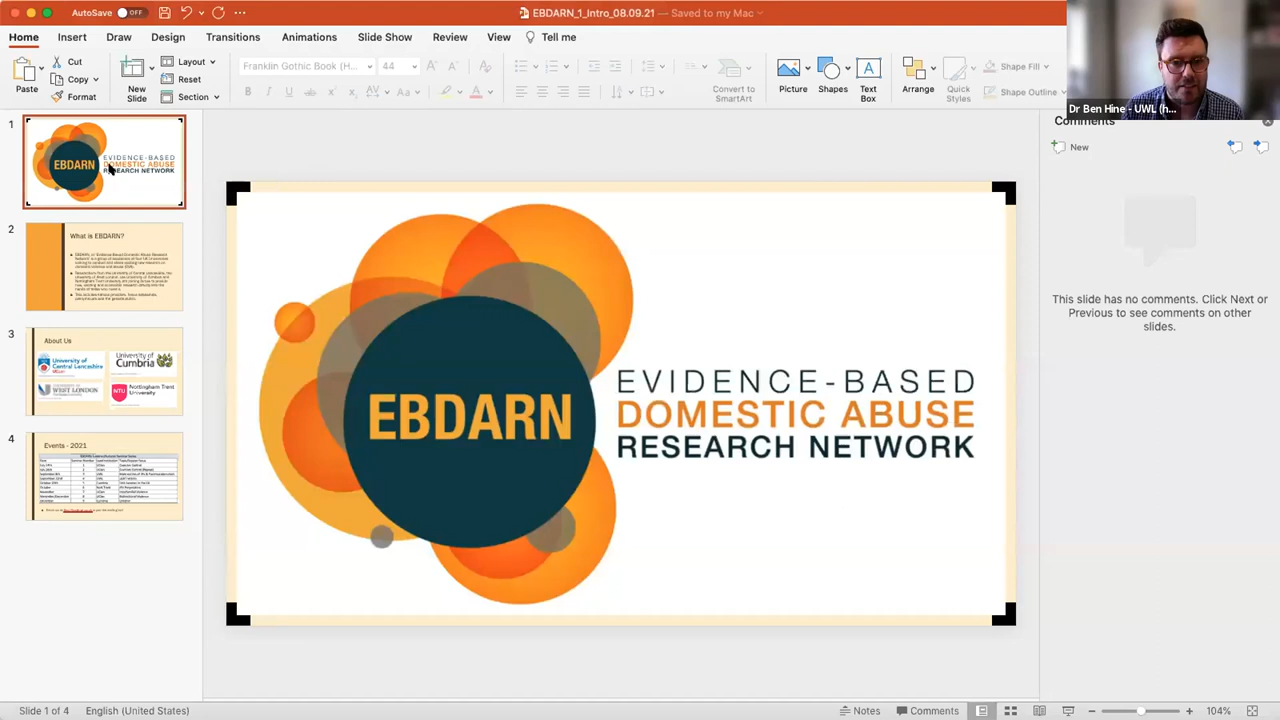 AutoSave OFF
EBDARN_1_Intro_08.09.21 — Saved to my Mac
Home Insert Draw Design Transitions Animations Slide Show Review View Tell me
Paste
Cut
Copy
Format
New Slide
Layout
Reset
Section
Franklin Gothic Book (H... 44
Convert to SmartArt
Picture
Shapes
Text Box
Arrange
Quick Styles
Shape Fill
Shape Outline
Dr Ben Hine - UWL (h...
1
EBDARN
EVIDENCE-BASED
DOMESTIC ABUSE
RESEARCH NETWORK
2
What is EBDARN?
3
About Us
University of Central Lancashire
University of Cumbria
UNIVERSITY OF WEST LONDON
NTU Nottingham Trent University
4
Events - 2021
EBDARN
EVIDENCE-BASED
DOMESTIC ABUSE
RESEARCH NETWORK
Comments
New
This slide has no comments. Click Next or
Previous to see comments on other
slides.
Slide 1 of 4 English (United States) Notes Comments 104%